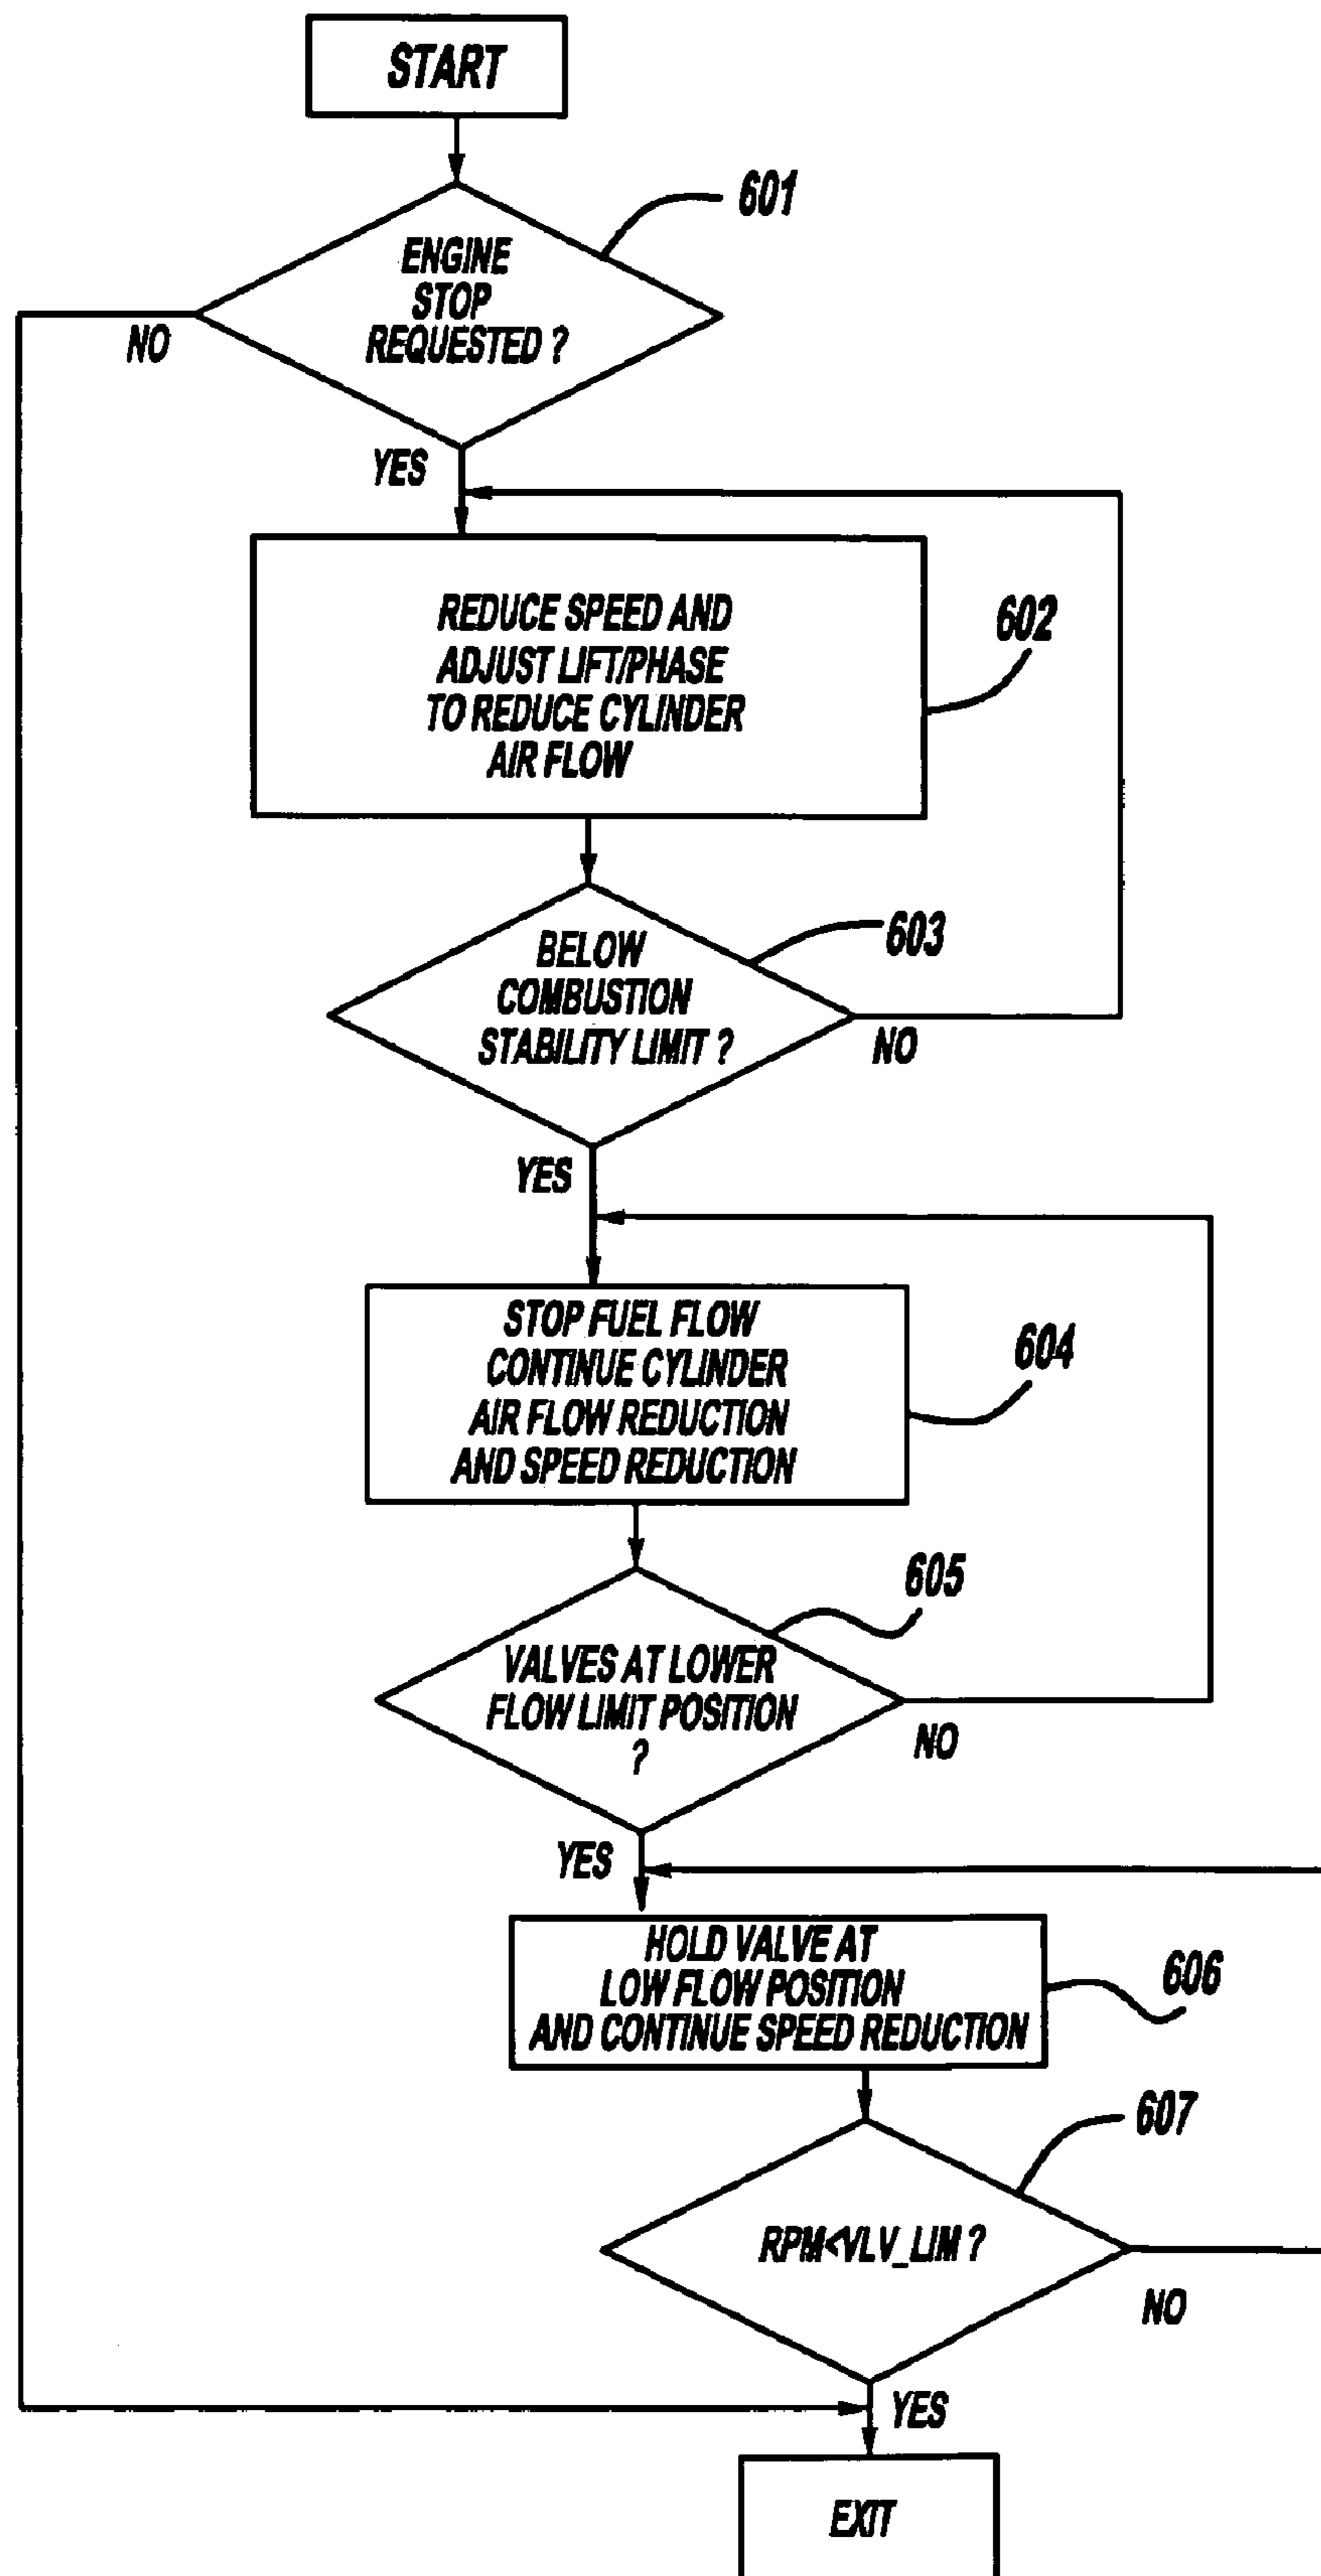 START
601
ENGINE
STOP
REQUESTED ?
NO
YES
REDUCE SPEED AND
ADJUST LIFT/PHASE
TO REDUCE CYLINDER
AIR FLOW
602
603
BELOW
COMBUSTION
STABILITY LIMIT ?
NO
YES
STOP FUEL FLOW
CONTINUE CYLINDER
AIR FLOW REDUCTION
AND SPEED REDUCTION
604
605
VALVES AT LOWER
FLOW LIMIT POSITION
?
NO
YES
HOLD VALVE AT
LOW FLOW POSITION
AND CONTINUE SPEED REDUCTION
606
607
RPM<VLV_LIM ?
NO
YES
EXIT